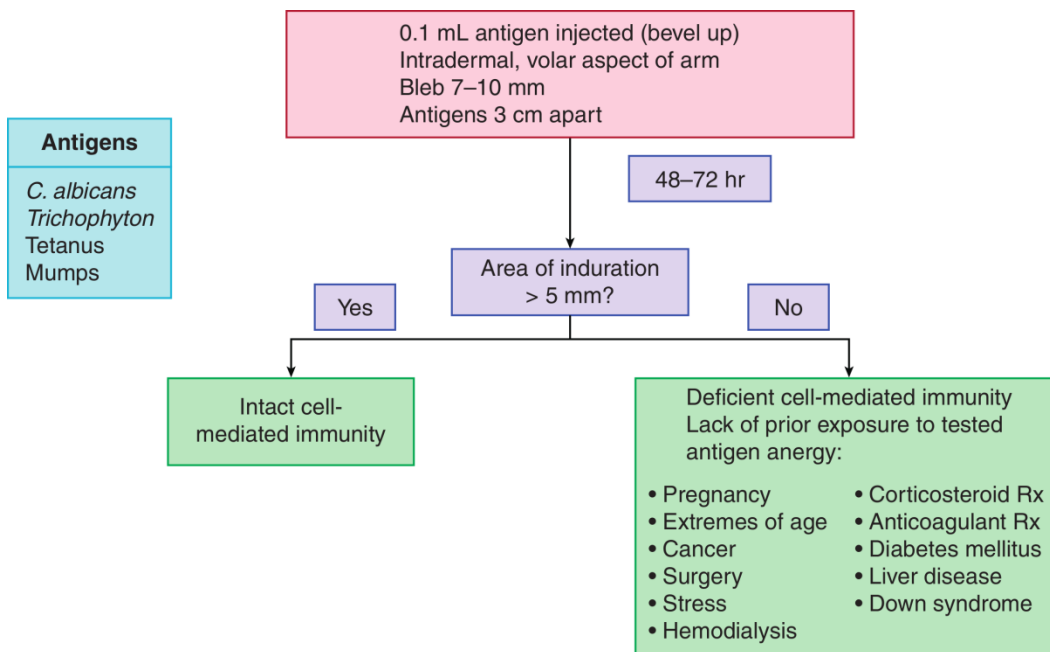 0.1 mL antigen injected (bevel up)
Intradermal, volar aspect of arm
Bleb 7–10 mm
Antigens 3 cm apart
Antigens
C. albicans
Trichophyton
Tetanus
Mumps
48–72 hr
Area of induration
> 5 mm?
Yes
No
Intact cell-
mediated immunity
Deficient cell-mediated immunity
Lack of prior exposure to tested
antigen anergy:
• Pregnancy
• Extremes of age
• Cancer
• Surgery
• Stress
• Hemodialysis
• Corticosteroid Rx
• Anticoagulant Rx
• Diabetes mellitus
• Liver disease
• Down syndrome